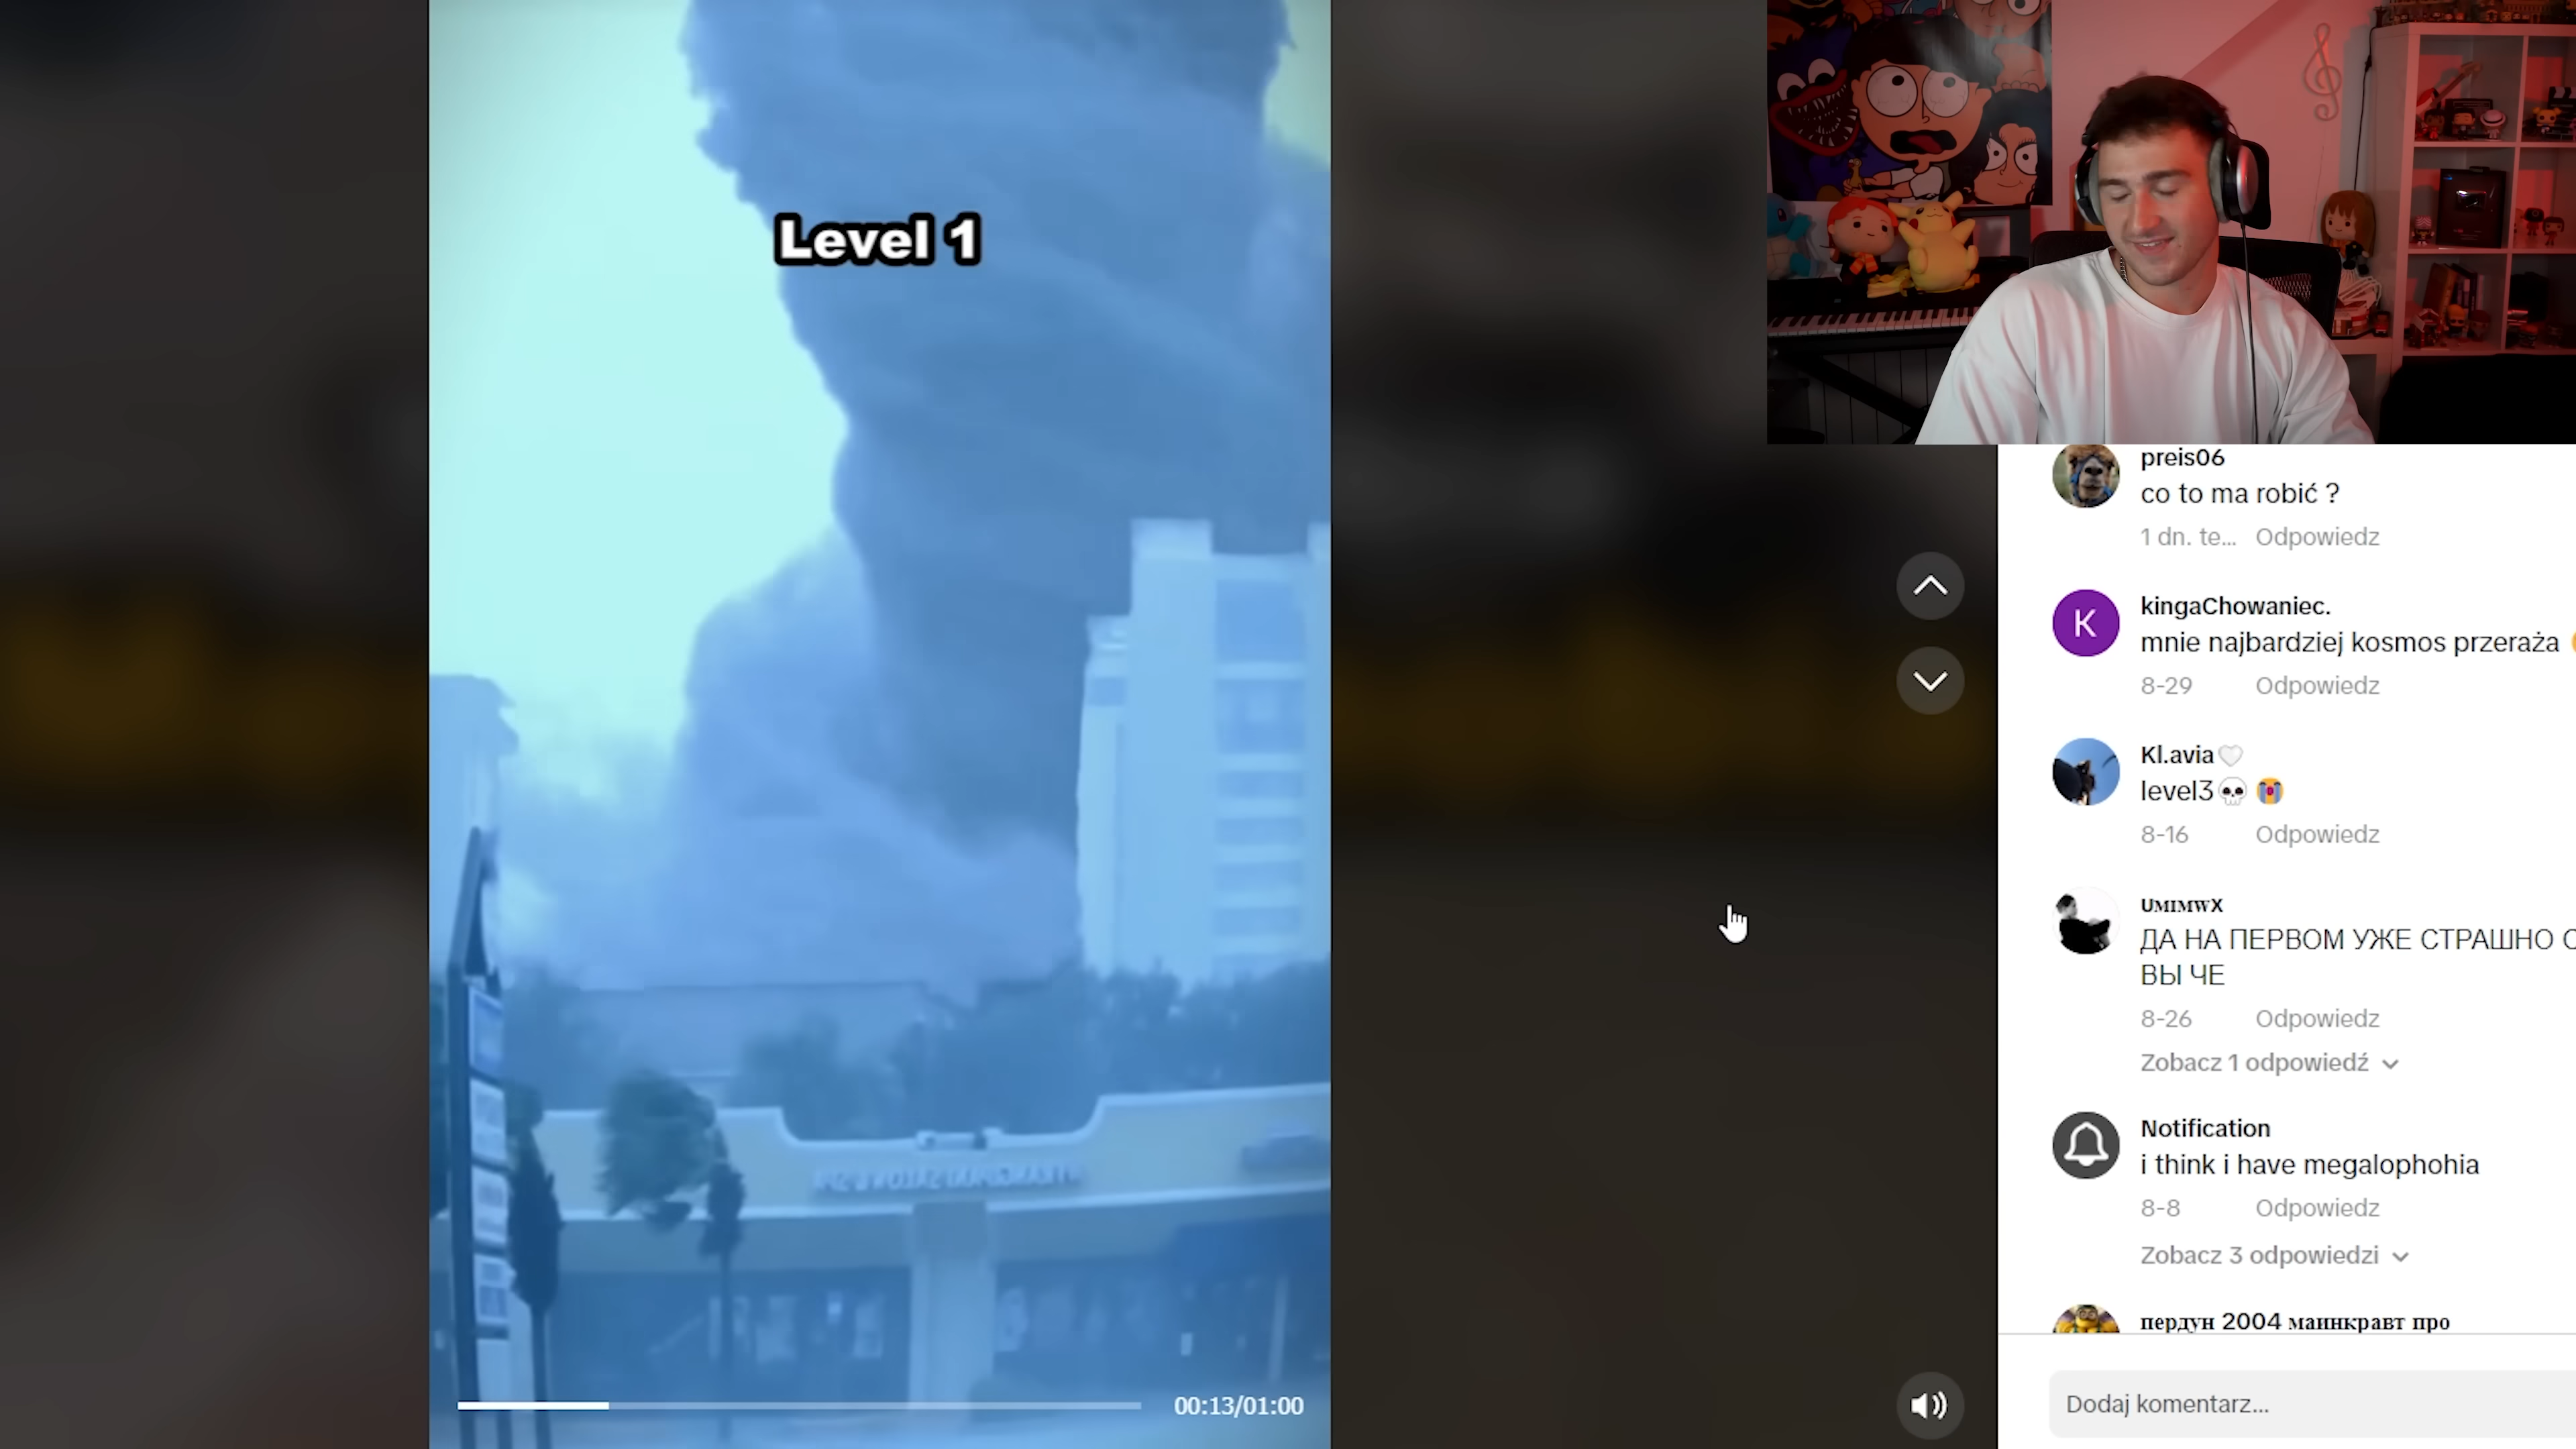 Level 1
00:13/01:00
preis06
co to ma robić ?
1 dn. te... Odpowiedz
kingaChowaniec.
mnie najbardziej kosmos przeraża
8-29 Odpowiedz
K
Kl.avia🤍
level3💀😭
8-16 Odpowiedz
UMIMWX
ДА НА ПЕРВОМ УЖЕ СТРАШНО
ВЫ ЧЕ
8-26 Odpowiedz
Zobacz 1 odpowiedź
Notification
i think i have megalophohia
8-8 Odpowiedz
Zobacz 3 odpowiedzi
пердун 2004 маинкравт про
Dodaj komentarz...